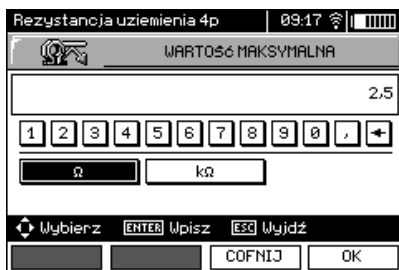 Rezystancja uziemienia 4p 09:17
WARTOŚĆ MAKSYMALNA
2,5
1 2 3 4 5 6 7 8 9 0 ,
Ω kΩ
Wybierz ENTER Wpisz ESC Wyjdź
COFNIJ OK